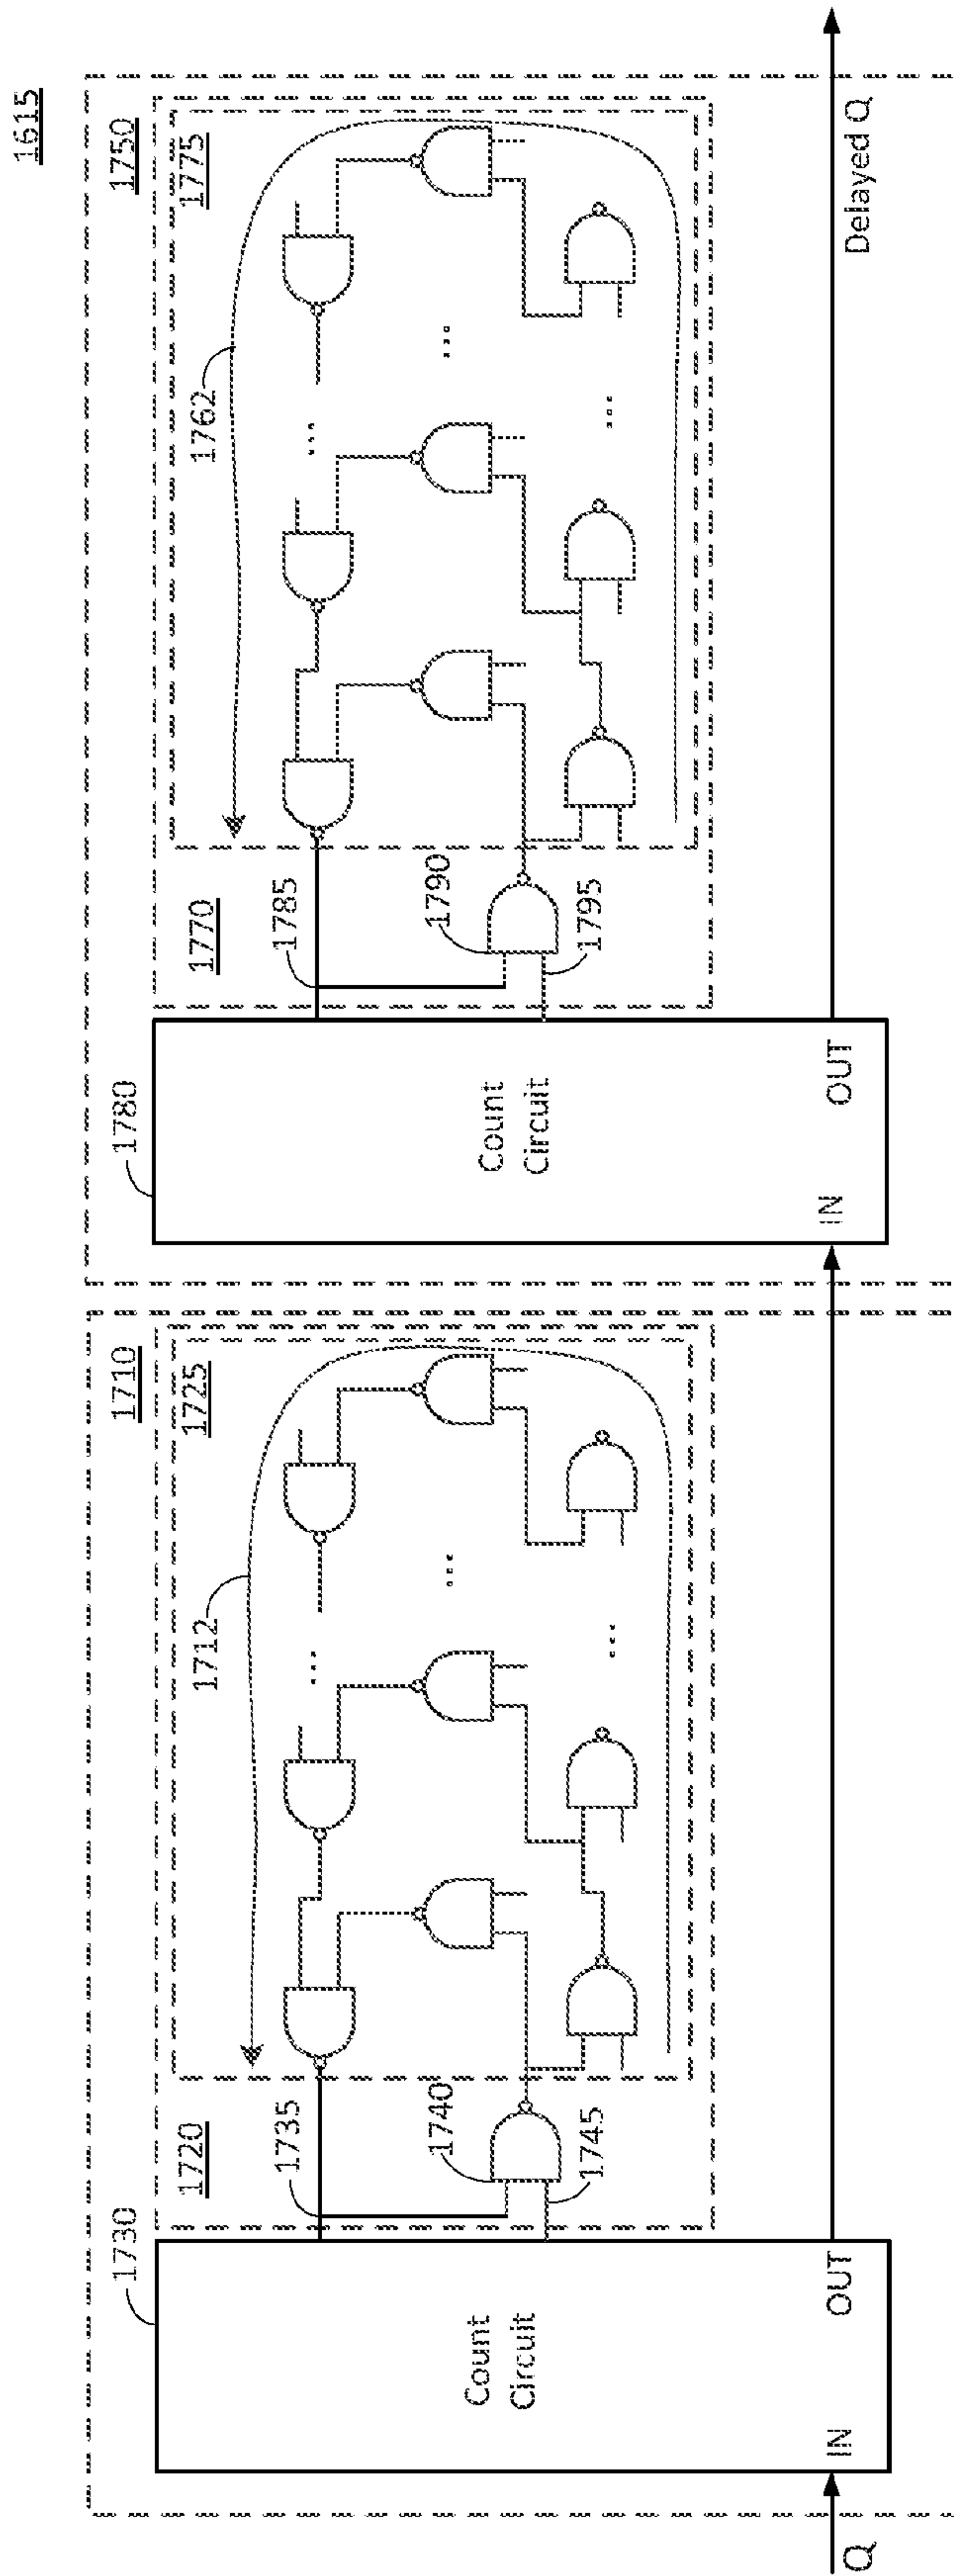 1615
1710
1712
1725
1720
1730
1735
1740
1745
Count
Circuit
IN
OUT
Q
1750
1762
1775
1770
1780
1785
1790
1795
Count
Circuit
IN
OUT
Delayed Q
...
...
...
...
...
...